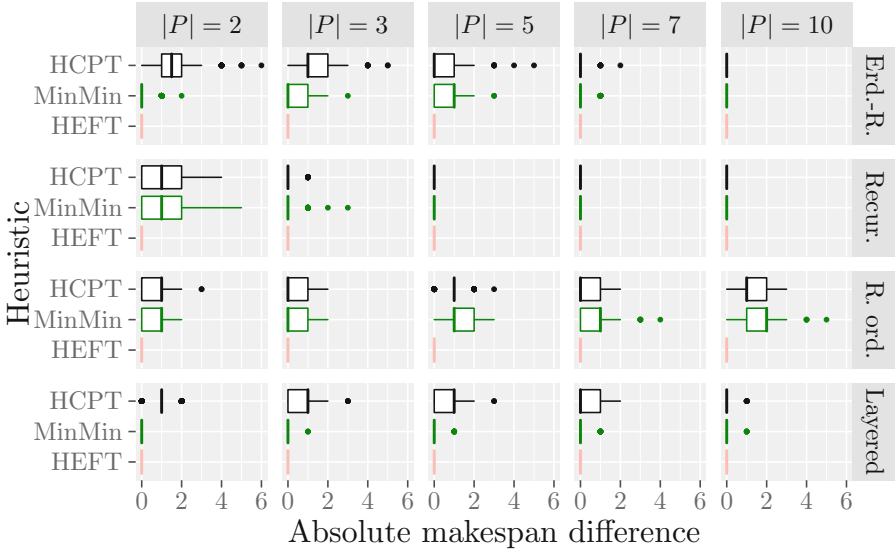 |P| = 2 |P| = 3 |P| = 5 |P| = 7 |P| = 10
HCPT
MinMin
HEFT
Erd.-R.
HCPT
MinMin
HEFT
Recur.
Heuristic
HCPT
MinMin
HEFT
R. ord.
HCPT
MinMin
HEFT
Layered
0 2 4 6 0 2 4 6 0 2 4 6 0 2 4 6 0 2 4 6
Absolute makespan difference